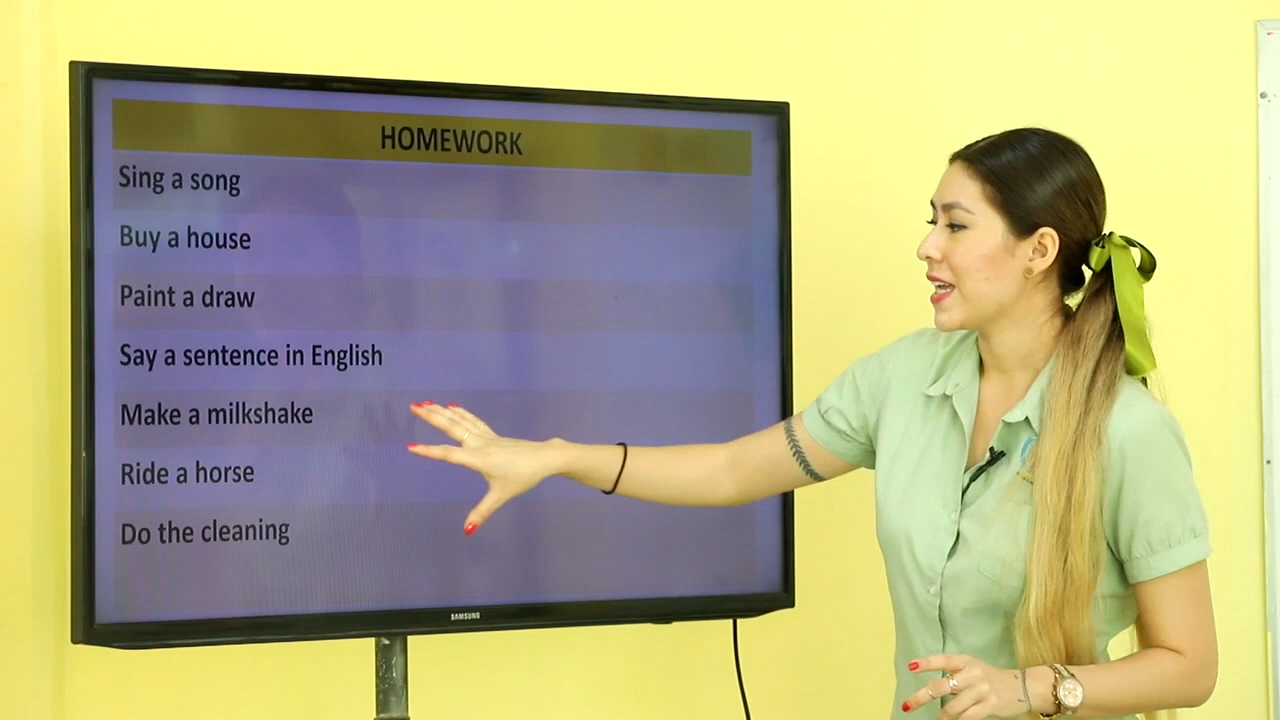 HOMEWORK
Sing a song
Buy a house
Paint a draw
Say a sentence in English
Make a milkshake
Ride a horse
Do the cleaning
SAMSUNG